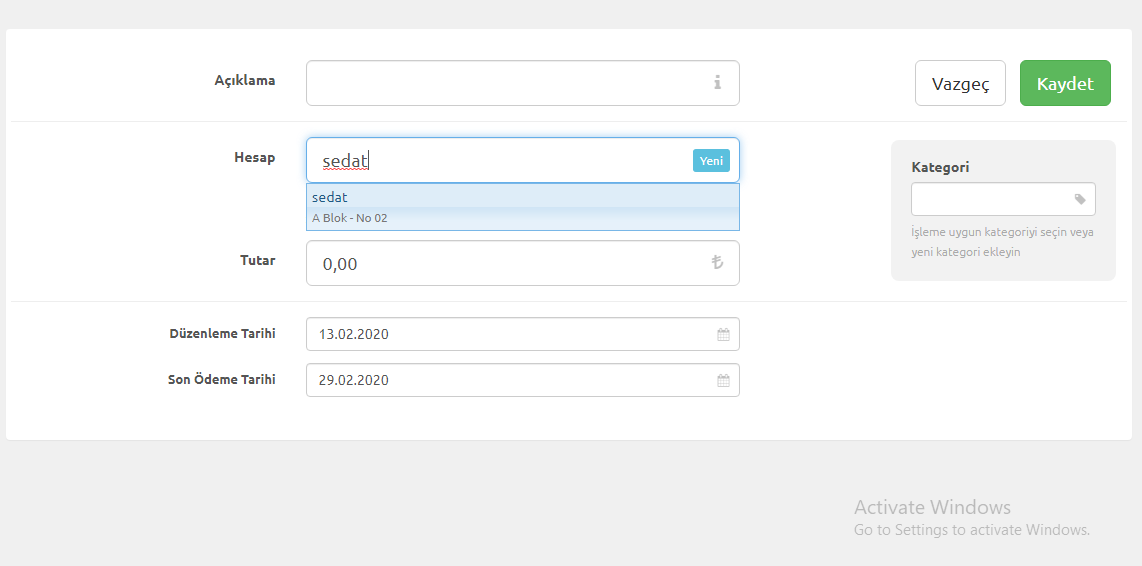 Açıklama
Vazgeç
Kaydet
Hesap
sedat
Yeni
sedat
A Blok - No 02
Kategori
İşleme uygun kategoriyi seçin veya
yeni kategori ekleyin
Tutar
0,00
₺
Düzenleme Tarihi
13.02.2020
Son Ödeme Tarihi
29.02.2020
Activate Windows
Go to Settings to activate Windows.